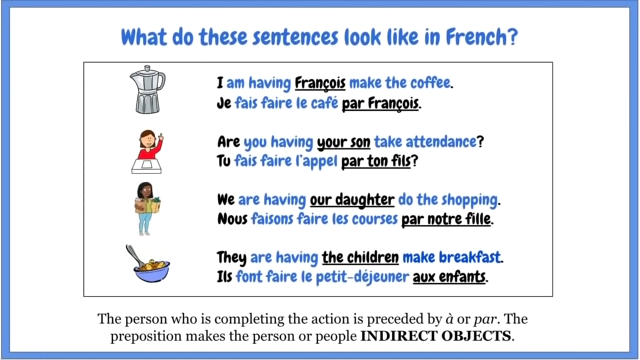 What do these sentences look like in French?
I am having François make the coffee.
Je fais faire le café par François.
Are you having your son take attendance?
Tu fais faire l'appel par ton fils?
We are having our daughter do the shopping.
Nous faisons faire les courses par notre fille.
They are having the children make breakfast.
Ils font faire le petit-déjeuner aux enfants.
The person who is completing the action is preceded by à or par. The
preposition makes the person or people INDIRECT OBJECTS.